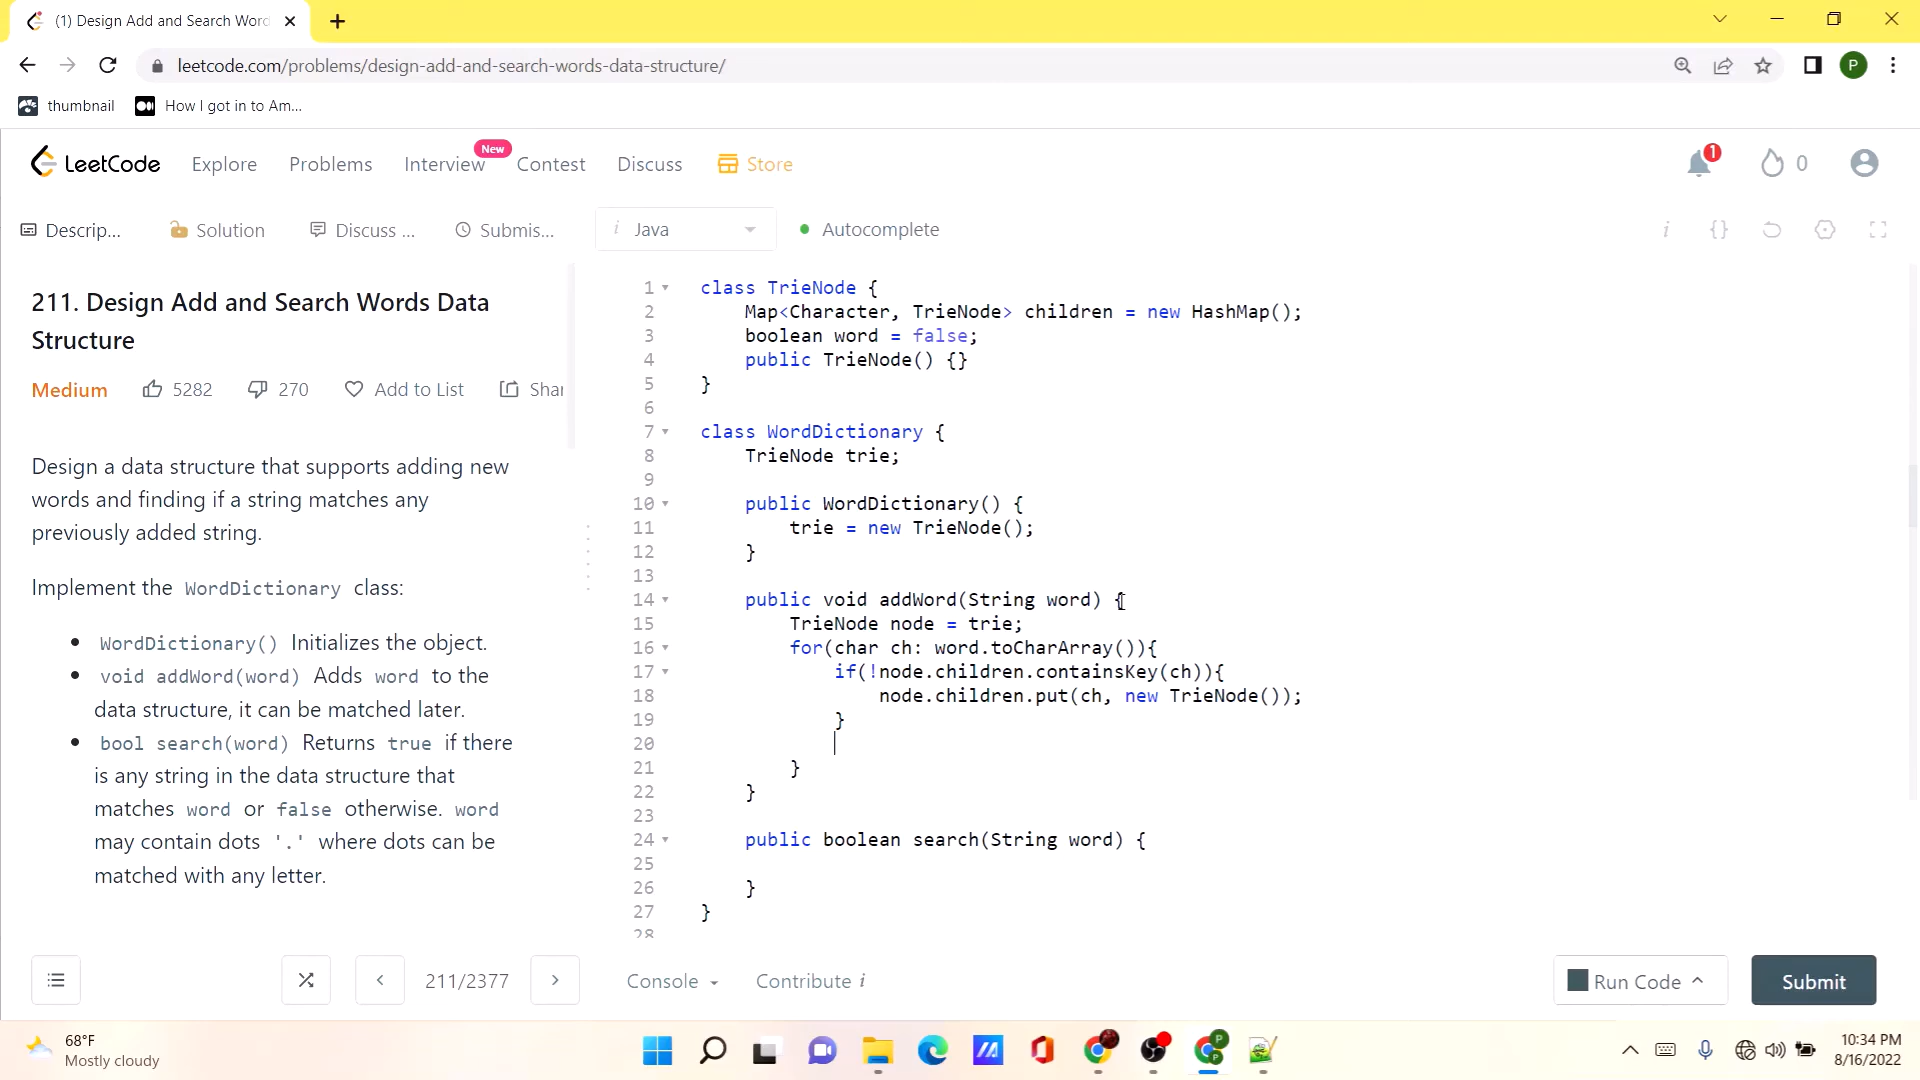 (1) Design Add and Search Word
leetcode.com/problems/design-add-and-search-words-data-structure/
P
thumbnail
How I got in to Am...
LeetCode
Explore
Problems
Interview
New
Contest
Discuss
Store
1
0
Descrip...
Solution
Discuss ...
Submis...
i Java
Autocomplete
i {}
211. Design Add and Search Words Data
Structure
Medium
5282
270
Add to List
Shar
Design a data structure that supports adding new
words and finding if a string matches any
previously added string.
Implement the WordDictionary class:
• WordDictionary() Initializes the object.
• void addWord(word) Adds word to the
data structure, it can be matched later.
• bool search(word) Returns true if there
is any string in the data structure that
matches word or false otherwise. word
may contain dots '.' where dots can be
matched with any letter.
1 class TrieNode {
2 Map<Character, TrieNode> children = new HashMap();
3 boolean word = false;
4 public TrieNode() {}
5 }
6
7 class WordDictionary {
8 TrieNode trie;
9
10 public WordDictionary() {
11 trie = new TrieNode();
12 }
13
14 public void addWord(String word) {
15 TrieNode node = trie;
16 for(char ch: word.toCharArray()){
17 if(!node.children.containsKey(ch)){
18 node.children.put(ch, new TrieNode());
19 }
20
21 }
22 }
23
24 public boolean search(String word) {
25
26 }
27 }
28
211/2377
Console
Contribute i
Run Code
Submit
68°F
Mostly cloudy
10:34 PM
8/16/2022